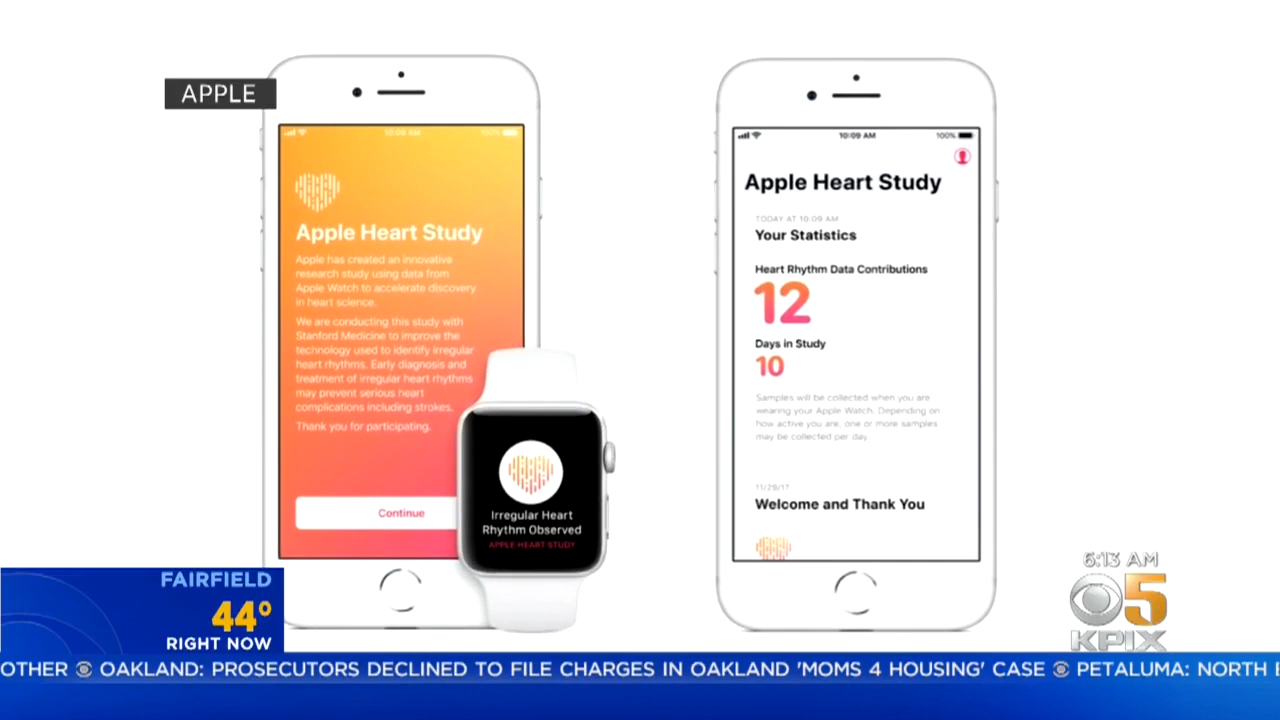 APPLE
10:09 AM
100%
Apple Heart Study
Apple has created an innovative
research study using data from
Apple Watch to accelerate discovery
in heart science.
We are conducting this study with
Stanford Medicine to improve the
technology used to identify irregular
heart rhythms. Early diagnosis and
treatment of irregular heart rhythms
may prevent serious heart
complications including strokes.
Thank you for participating.
Continue
Irregular Heart
Rhythm Observed
APPLE HEART STUDY
10:09 AM
100%
Apple Heart Study
TODAY AT 10:09 AM
Your Statistics
Heart Rhythm Data Contributions
12
Days in Study
10
Samples will be collected when you are
wearing your Apple Watch. Depending on
how active you are, one or more samples
may be collected per day.
11/29/17
Welcome and Thank You
FAIRFIELD
44°
RIGHT NOW
6:13 AM
5
KPIX
OTHER OAKLAND: PROSECUTORS DECLINED TO FILE CHARGES IN OAKLAND 'MOMS 4 HOUSING' CASE PETALUMA: NORTH